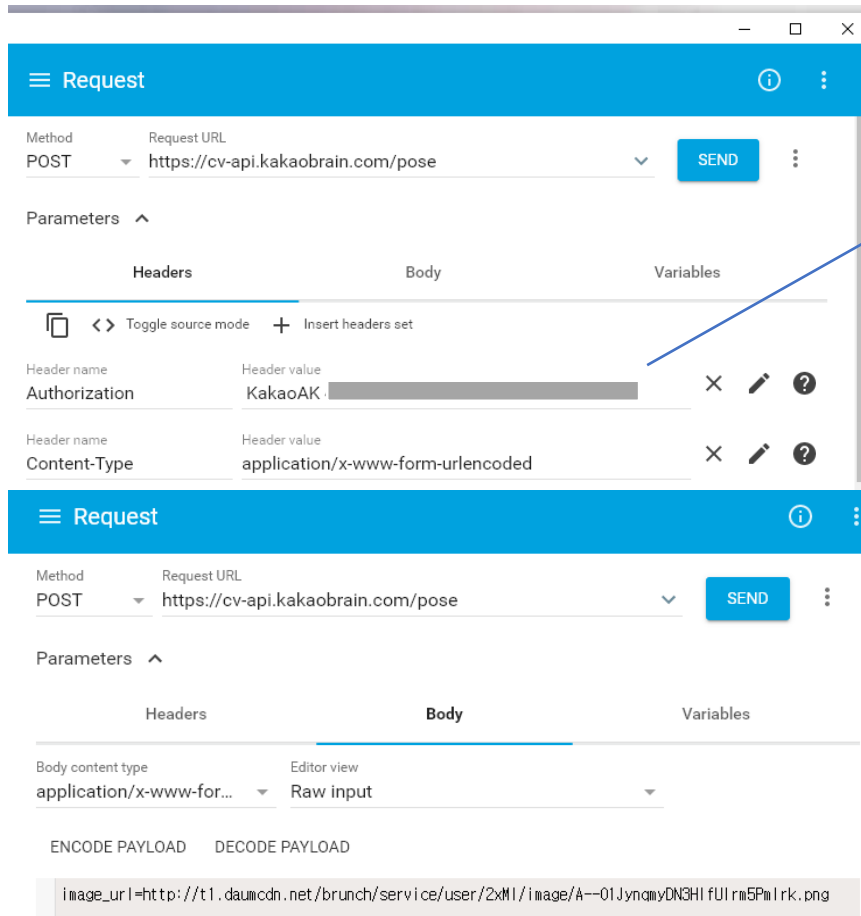 Request
Method Request URL
POST https://cv-api.kakaobrain.com/pose SEND
Parameters
Headers Body Variables
Toggle source mode Insert headers set
Header name Header value
Authorization KakaoAK
Header name Header value
Content-Type application/x-www-form-urlencoded
Request
Method Request URL
POST https://cv-api.kakaobrain.com/pose SEND
Parameters
Headers Body Variables
Body content type Editor view
application/x-www-for... Raw input
ENCODE PAYLOAD DECODE PAYLOAD
image_url=http://t1.daumcdn.net/brunch/service/user/2xMl/image/A--O1JynqmyDN3HlfUIrm5Pmlrk.png